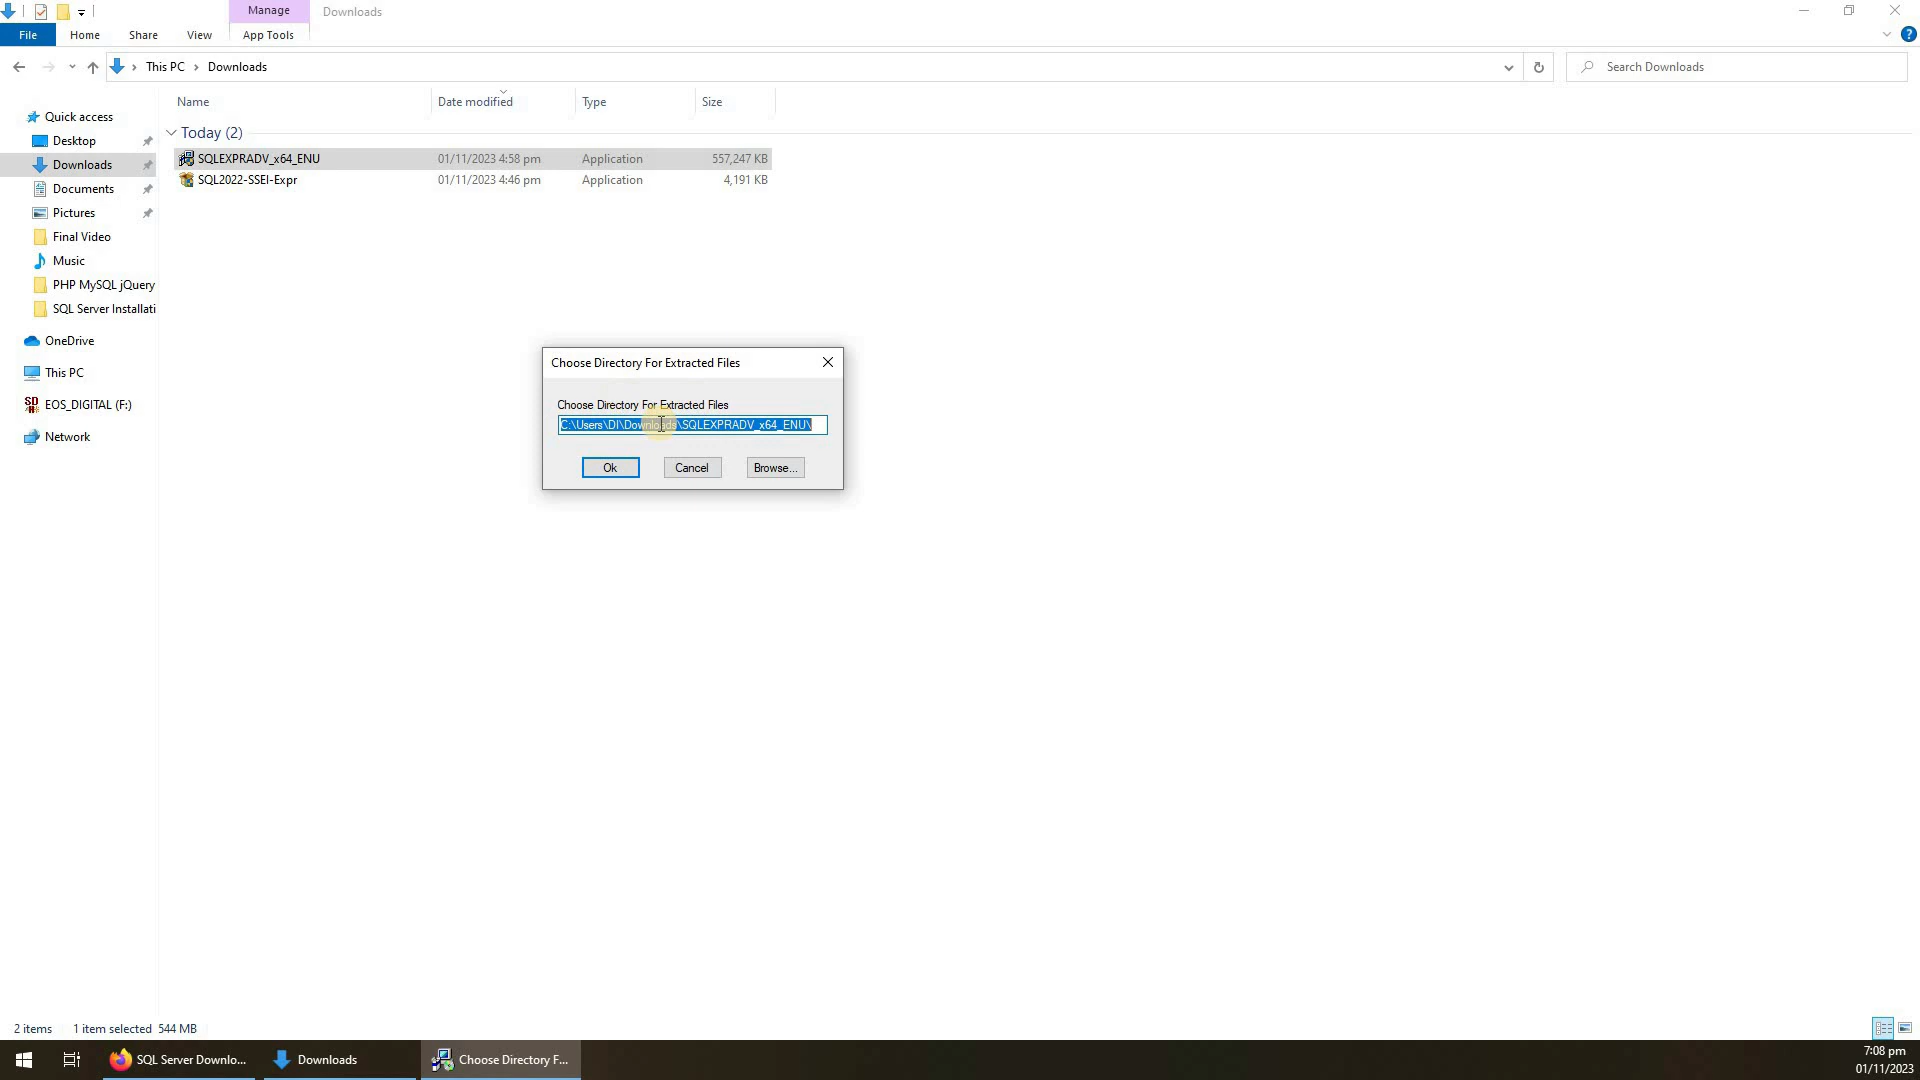 Manage
Downloads
File
Home
Share
View
App Tools
This PC
Downloads
Search Downloads
Name
Date modified
Type
Size
Quick access
Desktop
Downloads
Documents
Pictures
Final Video
Music
PHP MySQL jQuery
SQL Server Installati
OneDrive
This PC
EOS_DIGITAL (F:)
Network
Today (2)
SQLEXPRADV_x64_ENU 01/11/2023 4:58 pm Application 557,247 KB
SQL2022-SSEI-Expr 01/11/2023 4:46 pm Application 4,191 KB
Choose Directory For Extracted Files
Choose Directory For Extracted Files
C:\Users\DI\Downloads\SQLEXPRADV_x64_ENU\
Ok
Cancel
Browse...
2 items 1 item selected 544 MB
SQL Server Downlo...
Downloads
Choose Directory F...
7:08 pm
01/11/2023